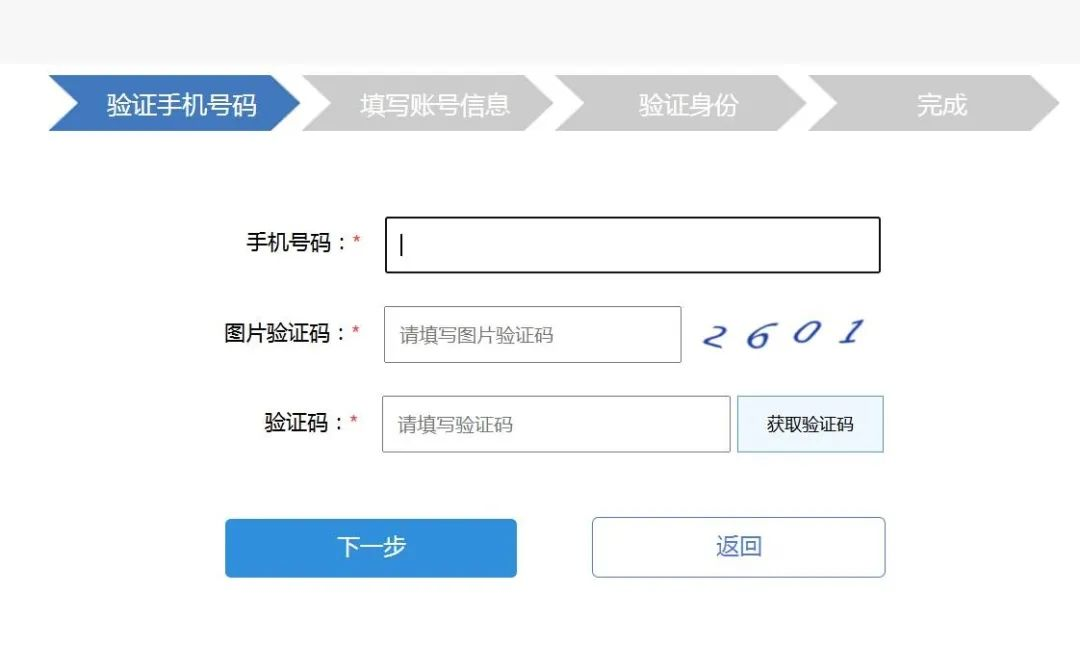 验证手机号码 填写账号信息 验证身份 完成
手机号码：*
图片验证码：* 请填写图片验证码 2601
验证码：* 请填写验证码 获取验证码
下一步 返回